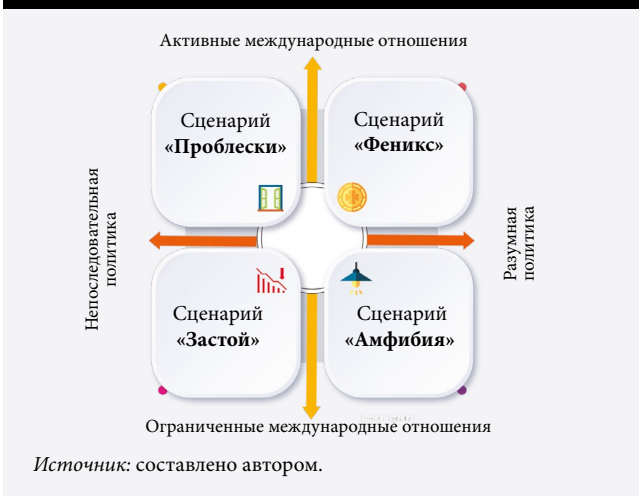 Активные международные отношения
Сценарий
«Проблески»
Сценарий
«Феникс»
Непоследовательная
политика
Разумная
политика
Сценарий
«Застой»
Сценарий
«Амфибия»
Ограниченные международные отношения
Источник: составлено автором.